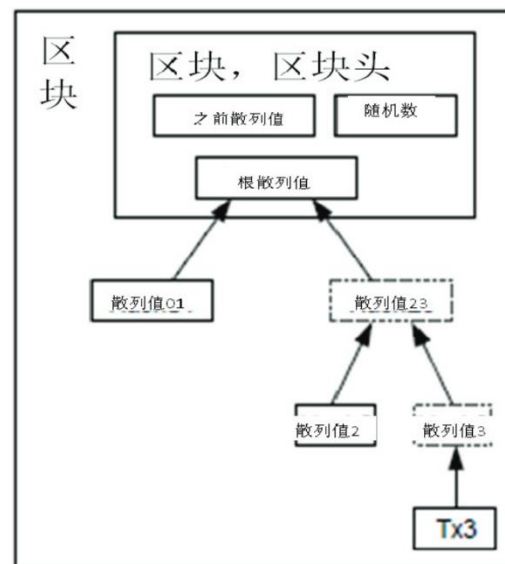 区块
区块，区块头
之前散列值
随机数
根散列值
散列值01
散列值23
散列值2
散列值3
Tx3